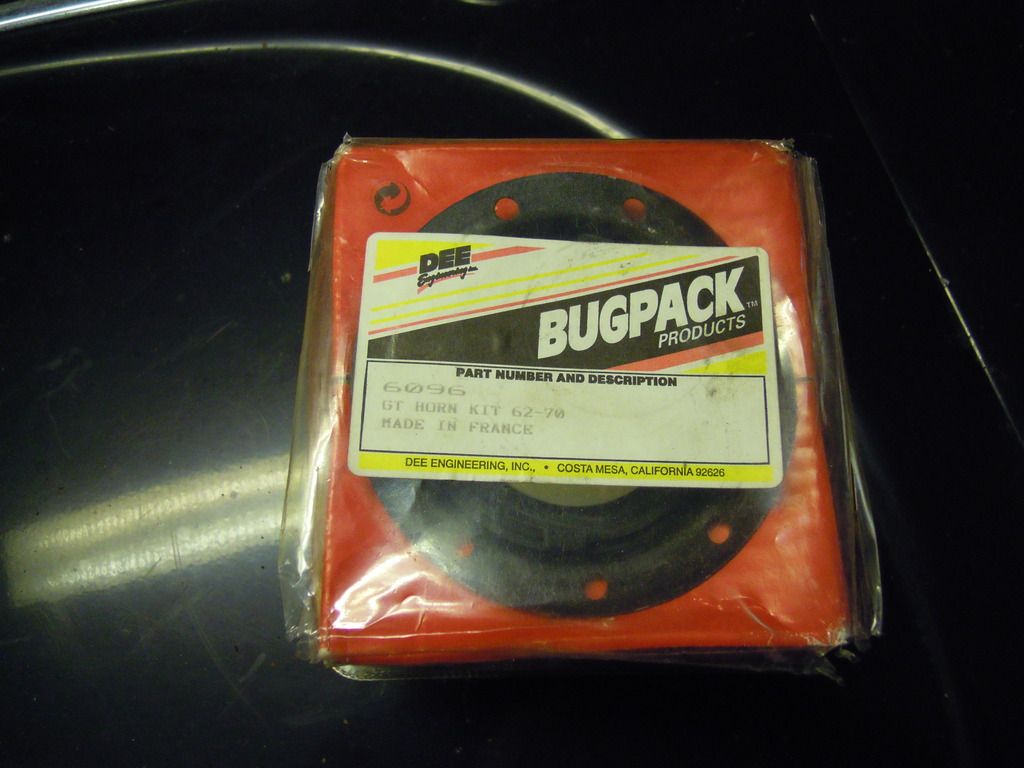 DEE
Engineering Inc.
BUGPACK™
PRODUCTS
PART NUMBER AND DESCRIPTION
6096
GT HORN KIT 62-70
MADE IN FRANCE
DEE ENGINEERING, INC., • COSTA MESA, CALIFORNIA 92626